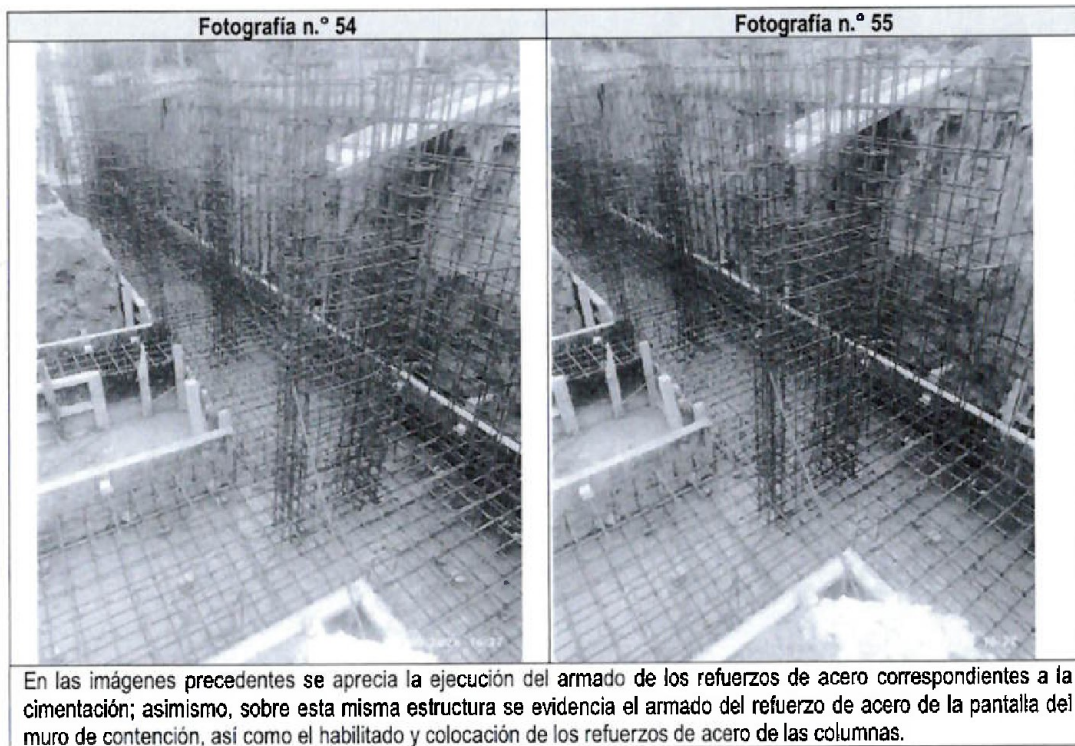 Fotografía n.° 54
Fotografía n.° 55
En las imágenes precedentes se aprecia la ejecución del armado de los refuerzos de acero correspondientes a la
cimentación; asimismo, sobre esta misma estructura se evidencia el armado del refuerzo de acero de la pantalla del
muro de contención, así como el habilitado y colocación de los refuerzos de acero de las columnas.